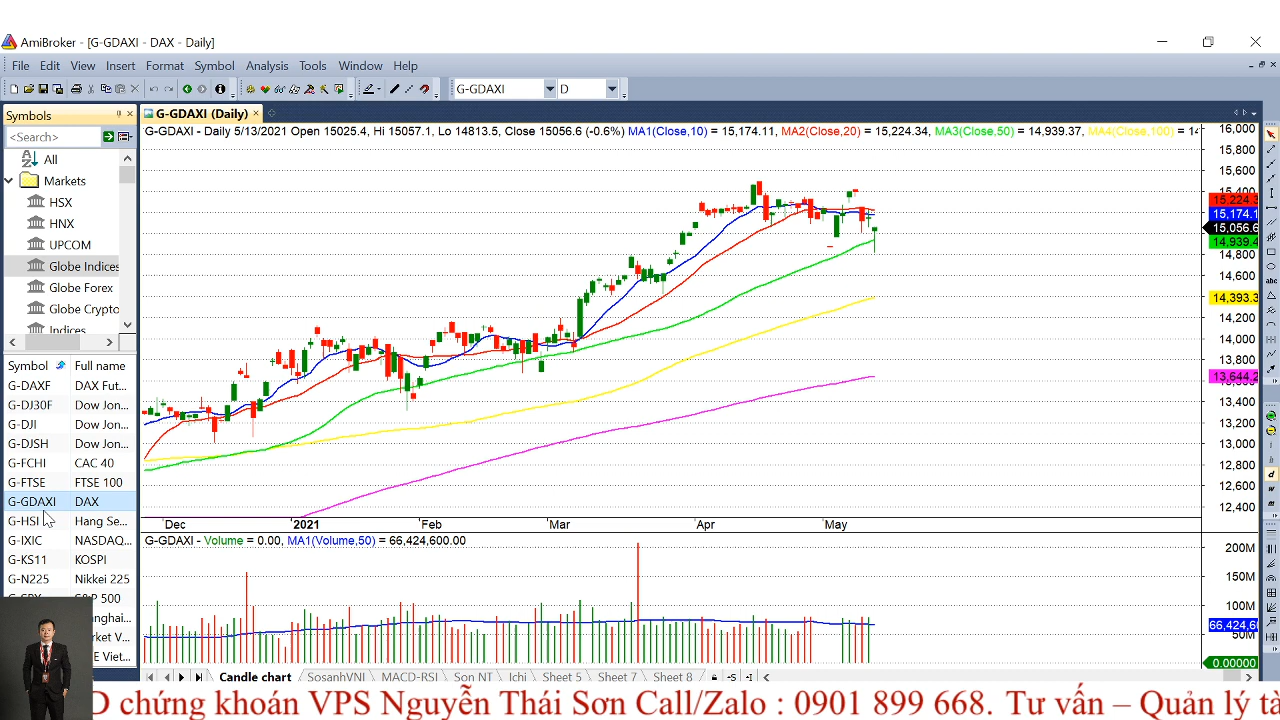 AmiBroker - [G-GDAXI - DAX - Daily]
File Edit View Insert Format Symbol Analysis Tools Window Help
G-GDAXI D
Symbols
G-GDAXI (Daily)
<Search>
G-GDAXI - Daily 5/13/2021 Open 15025.4, Hi 15057.1, Lo 14813.5, Close 15056.6 (-0.6%) MA1(Close,10) = 15,174.11, MA2(Close,20) = 15,224.34, MA3(Close,50) = 14,939.37, MA4(Close,100) = 14
All
Markets
HSX
HNX
UPCOM
Globe Indices
Globe Forex
Globe Crypto
Indices
16,000
15,800
15,600
15,400
15,224.3
15,174.1
15,056.6
14,939.4
14,800
14,600
14,393.3
14,200
14,000
13,800
13,644.2
13,400
13,200
13,000
12,800
12,600
12,400
Symbol Full name
G-DAXF DAX Fut...
G-DJ30F Dow Jon...
G-DJI Dow Jon...
G-DJSH Dow Jon...
G-FCHI CAC 40
G-FTSE FTSE 100
G-GDAXI DAX
G-HSI Hang Se...
G-IXIC NASDAQ...
G-KS11 KOSPI
G-N225 Nikkei 225
P 500
anghai...
rket V...
E Viet...
Dec 2021 Feb Mar Apr May
G-GDAXI - Volume = 0.00, MA1(Volume,50) = 66,424,600.00
200M
150M
100M
66,424,60
50M
0.00000
Candle chart SosanhVNI MACD-RSI Son NT Ich Sheet 5 Sheet 7 Sheet 8
D chứng khoán VPS Nguyễn Thái Sơn Call/Zalo : 0901 899 668. Tư vấn – Quản lý tà